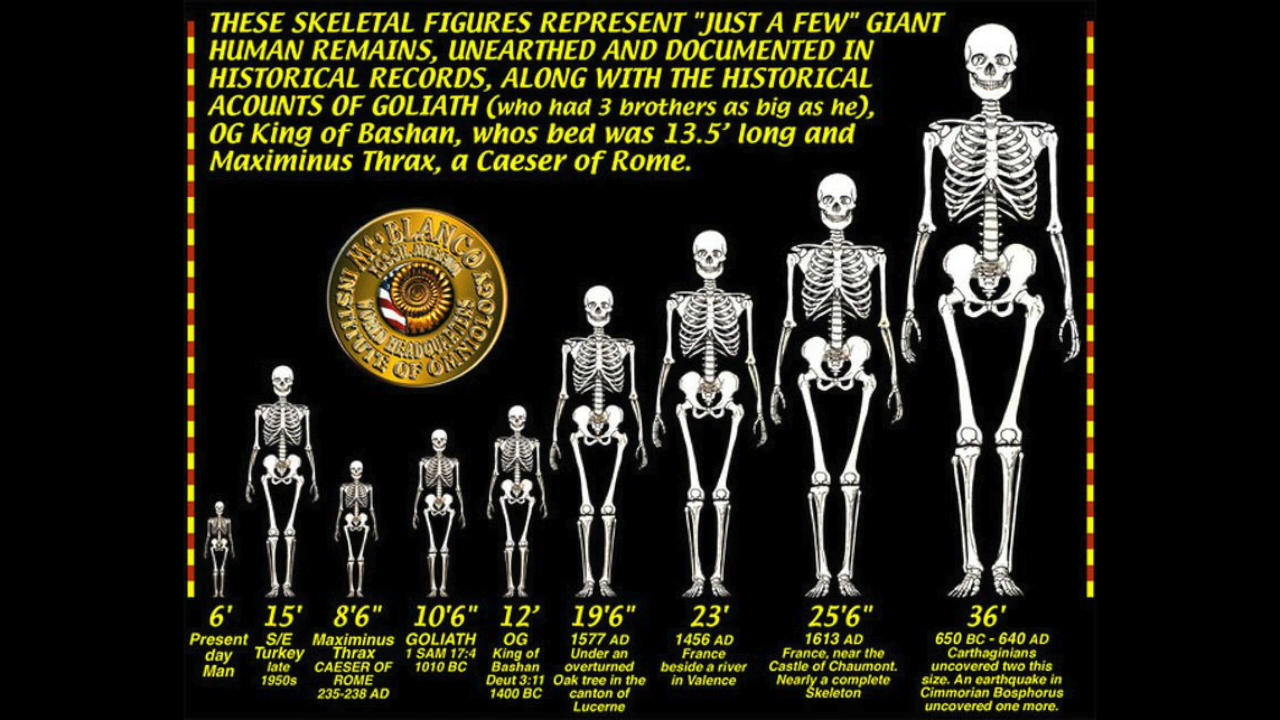 THESE SKELETAL FIGURES REPRESENT "JUST A FEW" GIANT
HUMAN REMAINS, UNEARTHED AND DOCUMENTED IN
HISTORICAL RECORDS, ALONG WITH THE HISTORICAL
ACOUNTS OF GOLIATH (who had 3 brothers as big as he),
OG King of Bashan, whos bed was 13.5’ long and
Maximinus Thrax, a Caeser of Rome.
Mt. BLANCO
FOSSIL MUSEUM
WORLD HEADQUARTERS
INSTITUTE OF OMNIOLOGY
6'
Present
day
Man
15'
S/E
Turkey
late
1950s
8'6"
Maximinus
Thrax
CAESER OF
ROME
235-238 AD
10'6"
GOLIATH
1 SAM 17:4
1010 BC
12’
OG
King of
Bashan
Deut 3:11
1400 BC
19'6"
1577 AD
Under an
overturned
Oak tree in the
canton of
Lucerne
23'
1456 AD
France
beside a river
in Valence
25'6"
1613 AD
France, near the
Castle of Chaumont.
Nearly a complete
Skeleton
36'
650 BC - 640 AD
Carthaginians
uncovered two this
size. An earthquake in
Cimmorian Bosphorus
uncovered one more.